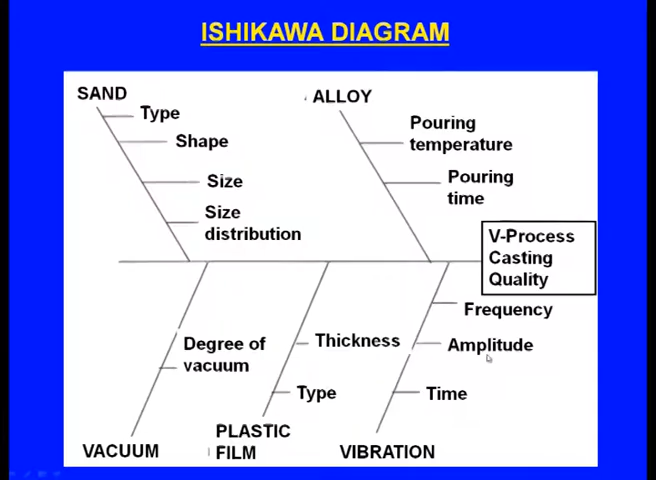 ISHIKAWA DIAGRAM
SAND
Type
Shape
Size
Size
distribution
ALLOY
Pouring
temperature
Pouring
time
V-Process
Casting
Quality
Degree of
vacuum
VACUUM
Thickness
Type
PLASTIC
FILM
Frequency
Amplitude
Time
VIBRATION